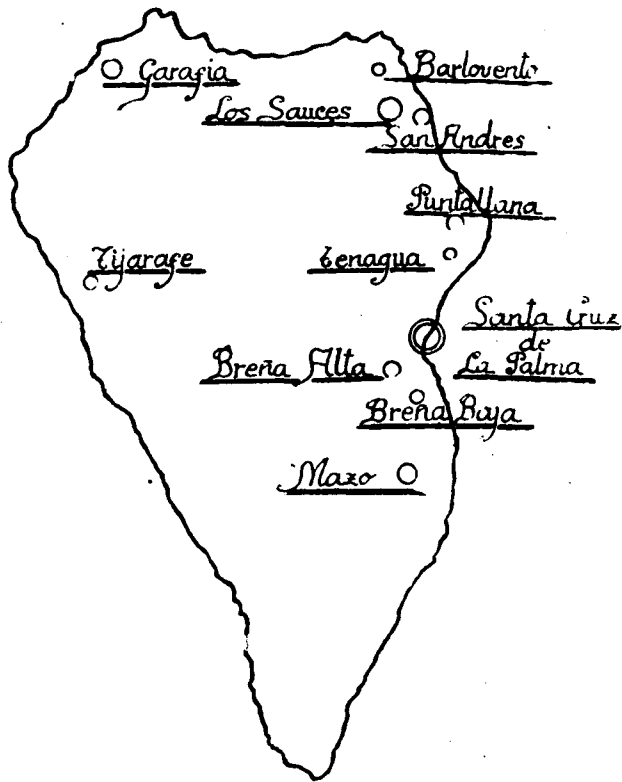 Garafia
Barlovento
Los Sauces
San Andres
Puntallana
Tijarafe
Tenagua
Santa Cruz
de
La Palma
Breña Alta
Breña Baja
Mazo